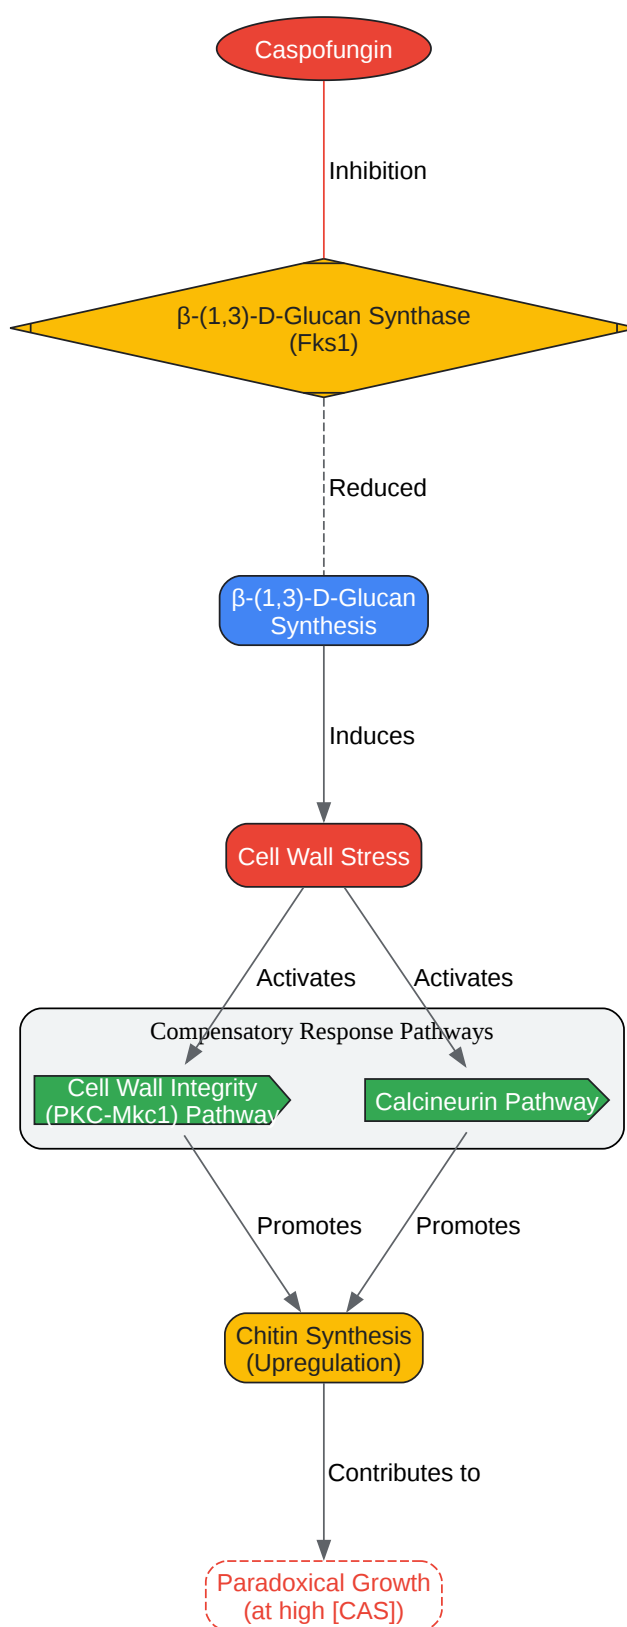 Caspofungin
Inhibition
β-(1,3)-D-Glucan Synthase
(Fks1)
Reduced
β-(1,3)-D-Glucan
Synthesis
Induces
Cell Wall Stress
Activates
Activates
Compensatory Response Pathways
Cell Wall Integrity
(PKC-Mkc1) Pathway
Calcineurin Pathway
Promotes
Promotes
Chitin Synthesis
(Upregulation)
Contributes to
Paradoxical Growth
(at high [CAS])